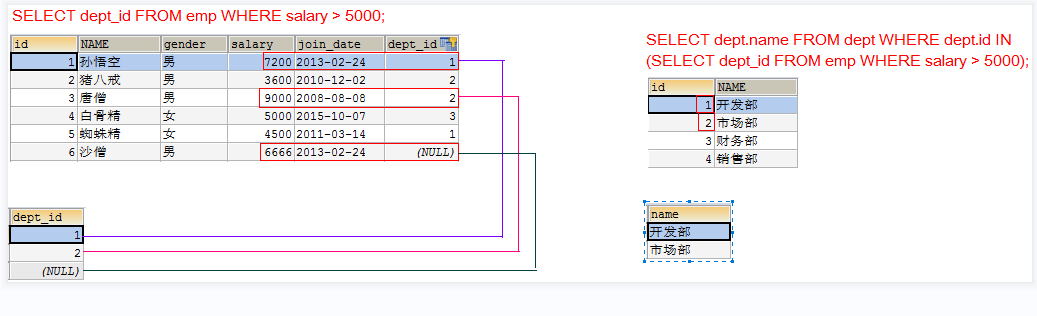 SELECT dept_id FROM emp WHERE salary > 5000;
id NAME gender salary join_date dept_id
1 孙悟空 男 7200 2013-02-24 1
2 猪八戒 男 3600 2010-12-02 2
3 唐僧 男 9000 2008-08-08 2
4 白骨精 女 5000 2015-10-07 3
5 蜘蛛精 女 4500 2011-03-14 1
6 沙僧 男 6666 2013-02-24 (NULL)
dept_id
1
2
(NULL)
SELECT dept.name FROM dept WHERE dept.id IN
(SELECT dept_id FROM emp WHERE salary > 5000);
id NAME
1 开发部
2 市场部
3 财务部
4 销售部
name
开发部
市场部